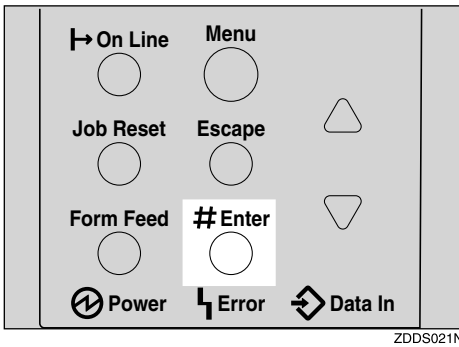 On Line Menu
Job Reset Escape
Form Feed # Enter
Power Error Data In
ZDDS021N